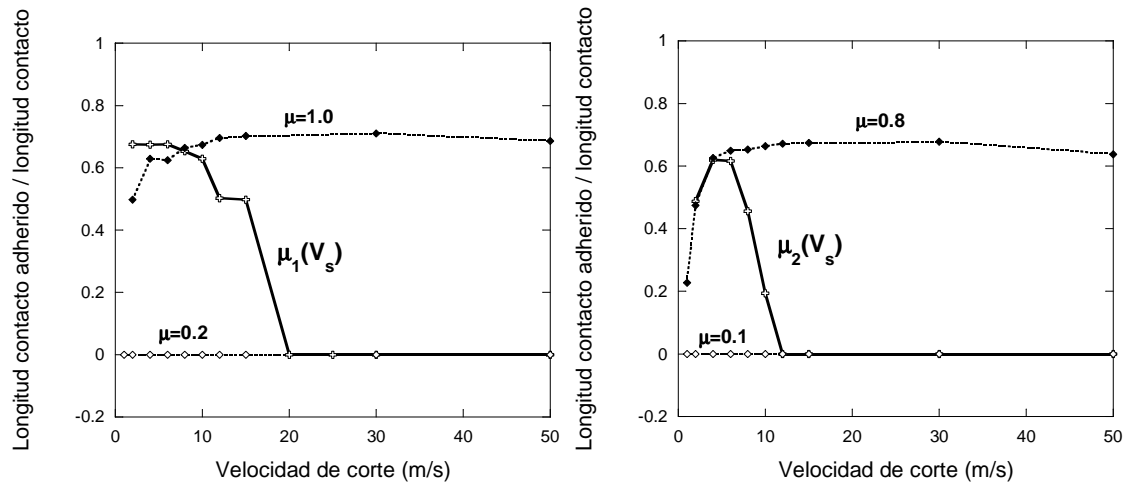 Longitud contacto adherido / longitud contacto
1
0.8
0.6
0.4
0.2
0
-0.2
μ=1.0
μ₁(Vₛ)
μ=0.2
0 10 20 30 40 50
Velocidad de corte (m/s)
Longitud contacto adherido / longitud contacto
1
0.8
0.6
0.4
0.2
0
-0.2
μ=0.8
μ₂(Vₛ)
μ=0.1
0 10 20 30 40 50
Velocidad de corte (m/s)